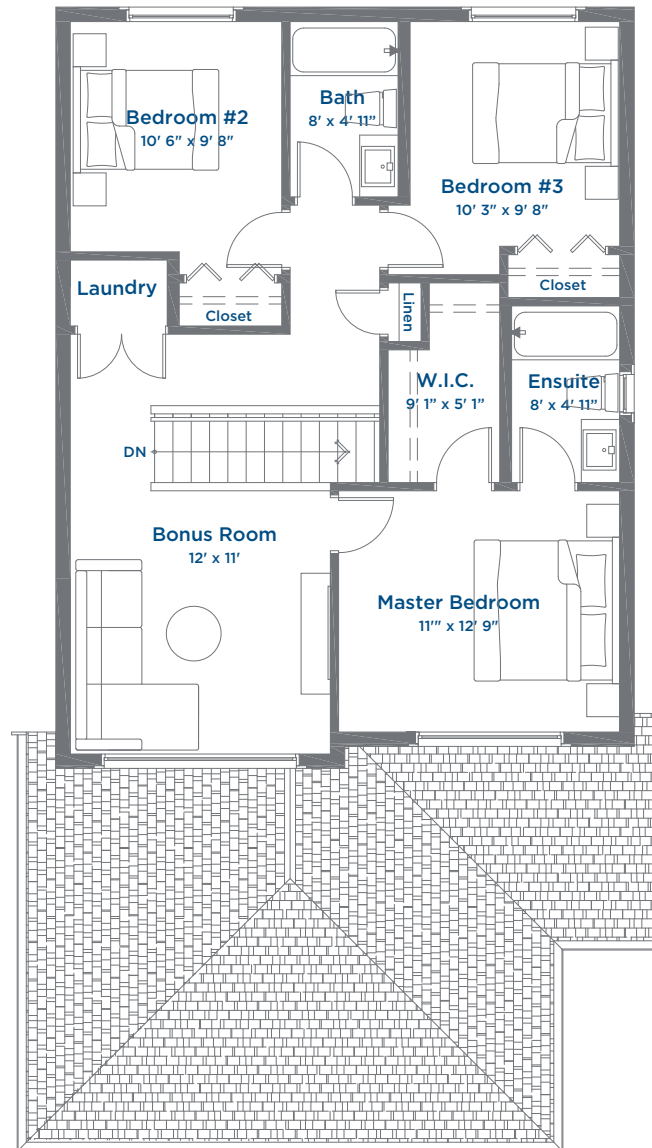 Bath
8' x 4' 11”
Bedroom #2
10' 6" x 9' 8"
Bedroom #3
10' 3" x 9' 8"
Laundry
Closet
Closet
Linen
W.I.C.
9' 1” x 5' 1”
Ensuite
8' x 4' 11”
DN
Bonus Room
12' x 11'
Master Bedroom
11'" x 12' 9"